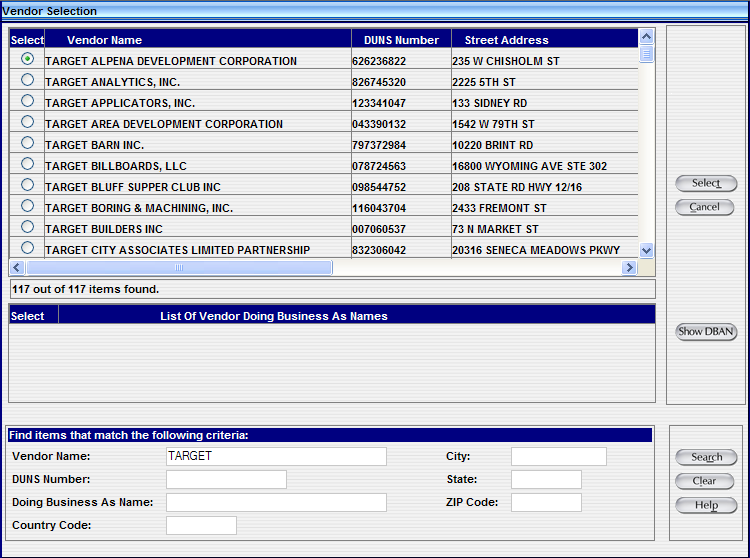 Vendor Selection
Select Vendor Name DUNS Number Street Address
TARGET ALPENA DEVELOPMENT CORPORATION 626236822 235 W CHISHOLM ST
TARGET ANALYTICS, INC. 826745320 2225 5TH ST
TARGET APPLICATORS, INC. 123341047 133 SIDNEY RD
TARGET AREA DEVELOPMENT CORPORATION 043390132 1542 W 79TH ST
TARGET BARN INC. 797372984 10220 BRINT RD
TARGET BILLBOARDS, LLC 078724563 16800 WYOMING AVE STE 302
TARGET BLUFF SUPPER CLUB INC 098544752 208 STATE RD HWY 12/16
TARGET BORING & MACHINING, INC. 116043704 2433 FREMONT ST
TARGET BUILDERS INC 007060537 73 N MARKET ST
TARGET CITY ASSOCIATES LIMITED PARTNERSHIP 832306042 20316 SENECA MEADOWS PKWY
Select
Cancel
117 out of 117 items found.
Select List Of Vendor Doing Business As Names
Show DBAN
Find items that match the following criteria:
Vendor Name: TARGET City:
DUNS Number: State:
Doing Business As Name: ZIP Code:
Country Code:
Search
Clear
Help